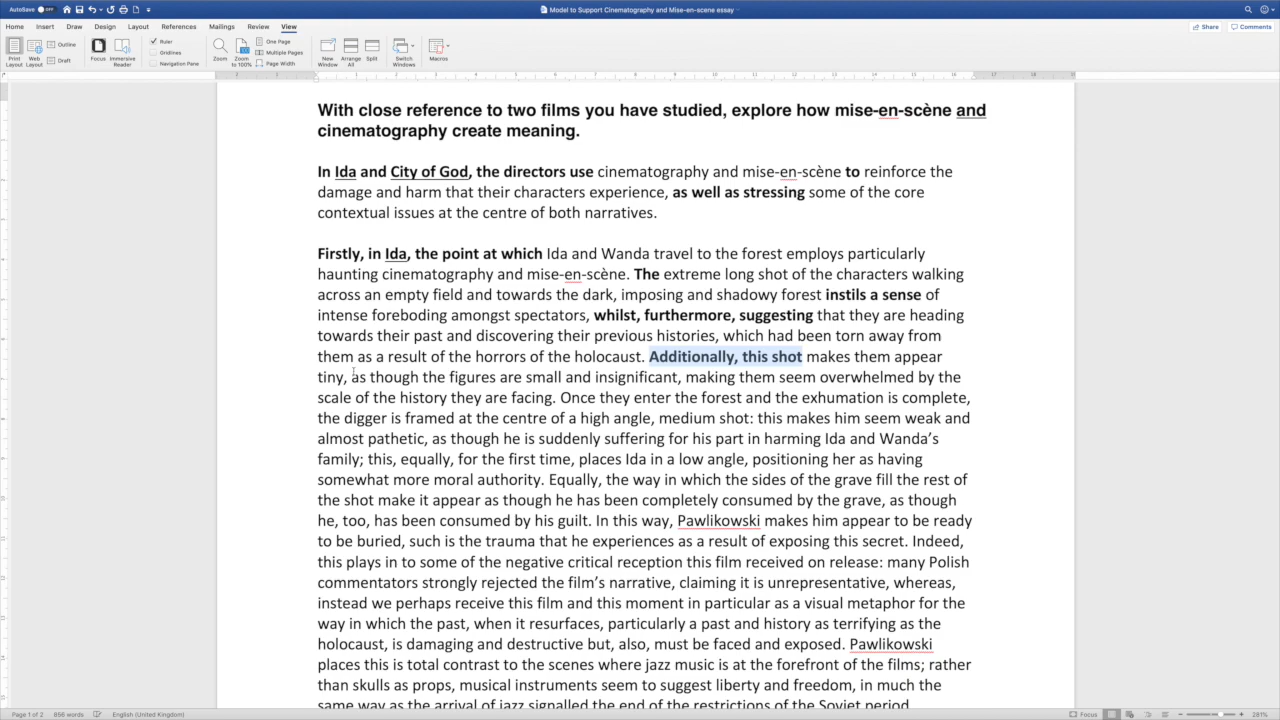 AutoSave OFF
Model to Support Cinematography and Mise-en-scene essay
Home Insert Draw Design Layout References Mailings Review View Share Comments
Print Layout Web Layout Outline Draft Focus Immersive Reader Ruler Gridlines Navigation Pane Zoom Zoom to 100% One Page Multiple Pages Page Width New Window Arrange All Split Switch Windows Macros
With close reference to two films you have studied, explore how mise-en-scène and
cinematography create meaning.
In Ida and City of God, the directors use cinematography and mise-en-scène to reinforce the
damage and harm that their characters experience, as well as stressing some of the core
contextual issues at the centre of both narratives.
Firstly, in Ida, the point at which Ida and Wanda travel to the forest employs particularly
haunting cinematography and mise-en-scène. The extreme long shot of the characters walking
across an empty field and towards the dark, imposing and shadowy forest instils a sense of
intense foreboding amongst spectators, whilst, furthermore, suggesting that they are heading
towards their past and discovering their previous histories, which had been torn away from
them as a result of the horrors of the holocaust. Additionally, this shot makes them appear
tiny, as though the figures are small and insignificant, making them seem overwhelmed by the
scale of the history they are facing. Once they enter the forest and the exhumation is complete,
the digger is framed at the centre of a high angle, medium shot: this makes him seem weak and
almost pathetic, as though he is suddenly suffering for his part in harming Ida and Wanda's
family; this, equally, for the first time, places Ida in a low angle, positioning her as having
somewhat more moral authority. Equally, the way in which the sides of the grave fill the rest of
the shot make it appear as though he has been completely consumed by the grave, as though
he, too, has been consumed by his guilt. In this way, Pawlikowski makes him appear to be ready
to be buried, such is the trauma that he experiences as a result of exposing this secret. Indeed,
this plays in to some of the negative critical reception this film received on release: many Polish
commentators strongly rejected the film's narrative, claiming it is unrepresentative, whereas,
instead we perhaps receive this film and this moment in particular as a visual metaphor for the
way in which the past, when it resurfaces, particularly a past and history as terrifying as the
holocaust, is damaging and destructive but, also, must be faced and exposed. Pawlikowski
places this is total contrast to the scenes where jazz music is at the forefront of the films; rather
than skulls as props, musical instruments seem to suggest liberty and freedom, in much the
same way as the arrival of jazz signalled the end of the restrictions of the Soviet period.
Page 1 of 2 856 words English (United Kingdom) Focus 281%